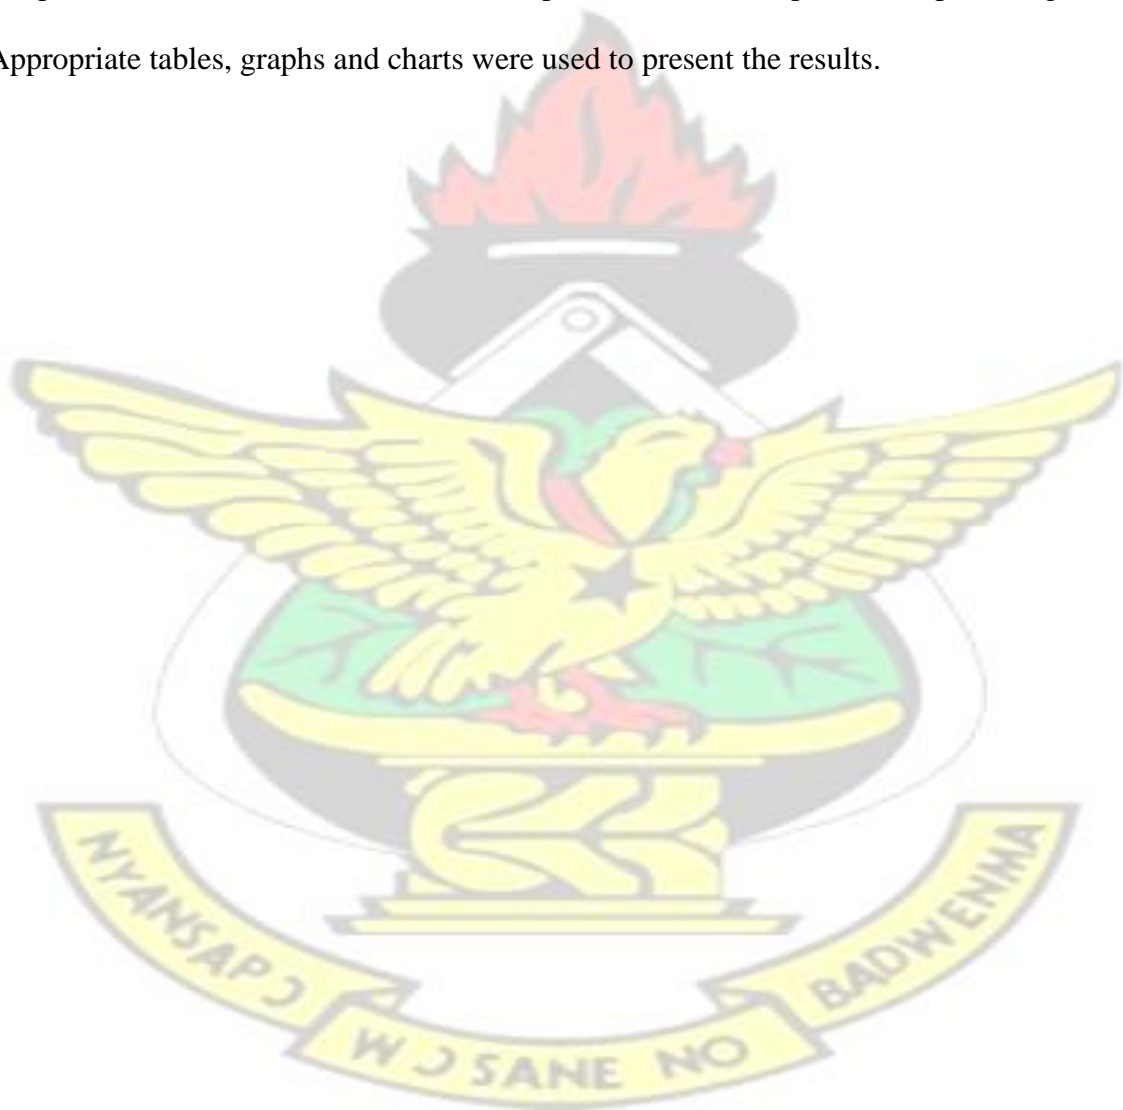 Appropriate tables, graphs and charts were used to present the results.
NYANSAPƆ
WƆSANE NO
BADWENMA